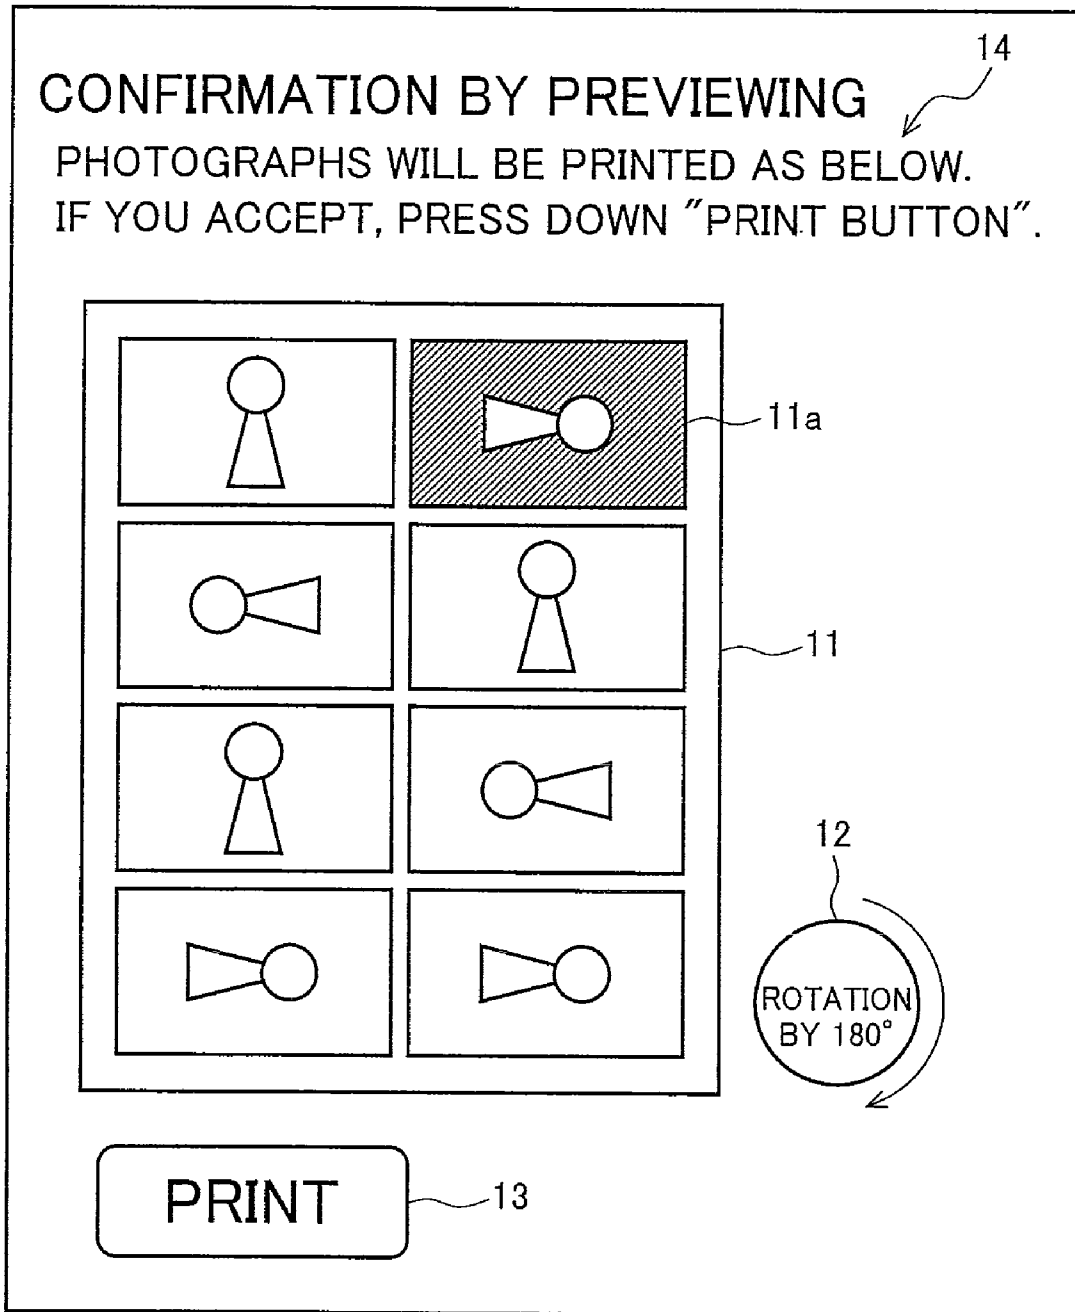 14
CONFIRMATION BY PREVIEWING
PHOTOGRAPHS WILL BE PRINTED AS BELOW.
IF YOU ACCEPT, PRESS DOWN "PRINT BUTTON".
11a
11
12
ROTATION
BY 180°
PRINT
13